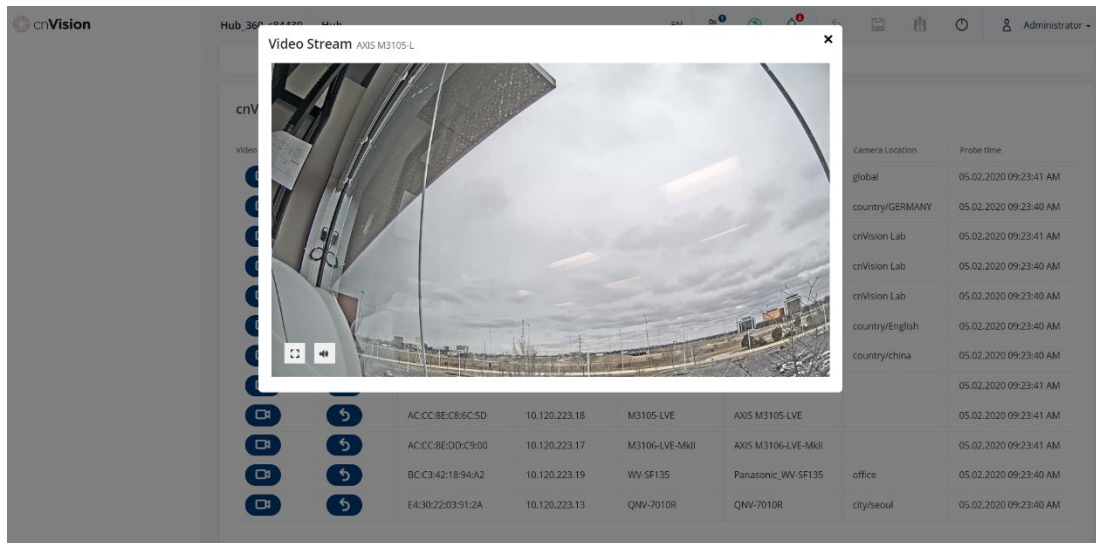 cnVision
Hub_360_c84430 Hub EN 1 2 Administrator
Video Stream AXIS M3105-L ×
cnV
Video Camera Location Probe time
global 05.02.2020 09:23:41 AM
country/GERMANY 05.02.2020 09:23:40 AM
cnVision Lab 05.02.2020 09:23:41 AM
cnVision Lab 05.02.2020 09:23:40 AM
cnVision Lab 05.02.2020 09:23:40 AM
country/English 05.02.2020 09:23:40 AM
country/china 05.02.2020 09:23:40 AM
05.02.2020 09:23:41 AM
AC:CC:8E:C8:6C:5D 10.120.223.18 M3105-LVE AXIS M3105-LVE 05.02.2020 09:23:41 AM
AC:CC:8E:DD:C9:00 10.120.223.17 M3106-LVE-MkII AXIS M3106-LVE-MkII 05.02.2020 09:23:41 AM
BC:C3:42:18:94:A2 10.120.223.19 WV-SF135 Panasonic_WV-SF135 office 05.02.2020 09:23:40 AM
E4:30:22:03:91:2A 10.120.223.13 QNV-7010R QNV-7010R city/seoul 05.02.2020 09:23:40 AM